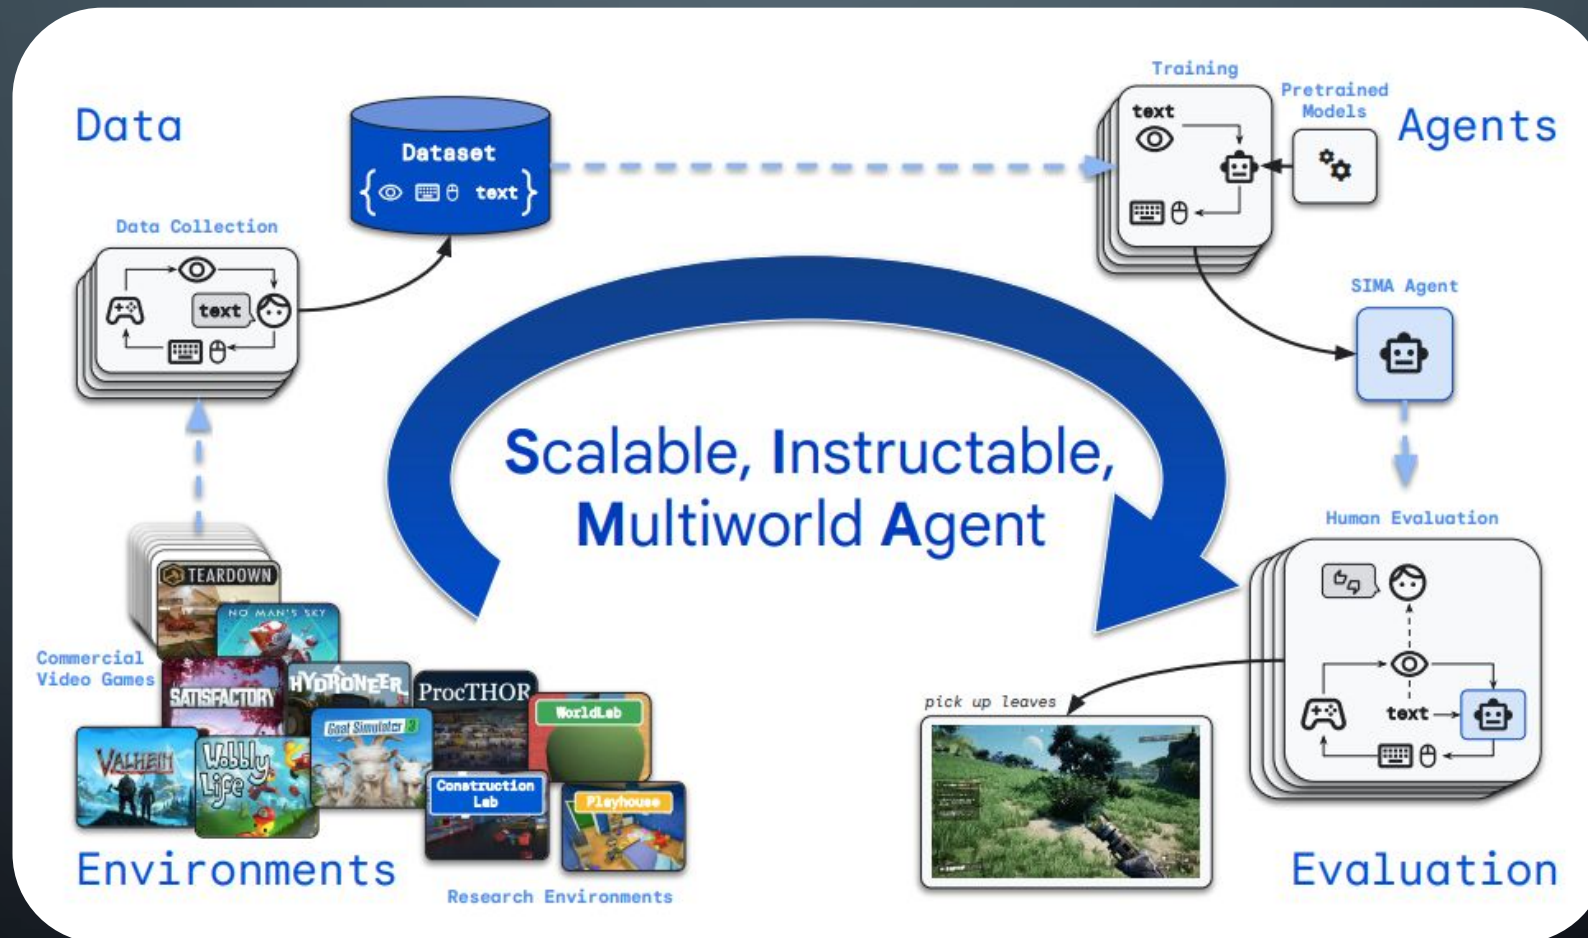 Data
Dataset
text
Data Collection
text
Training
text
Pretrained
Models
Agents
SIMA Agent
Scalable, Instructable,
Multiworld Agent
Human Evaluation
text
TEARDOWN
NO MAN'S SKY
Commercial
Video Games
SATISFACTORY
HYDRONEER
ProcTHOR
WorldLab
VALHEIM
Wobbly
Life
Goat Simulator 3
Construction
Lab
Playhouse
Environments
Research Environments
pick up leaves
Evaluation